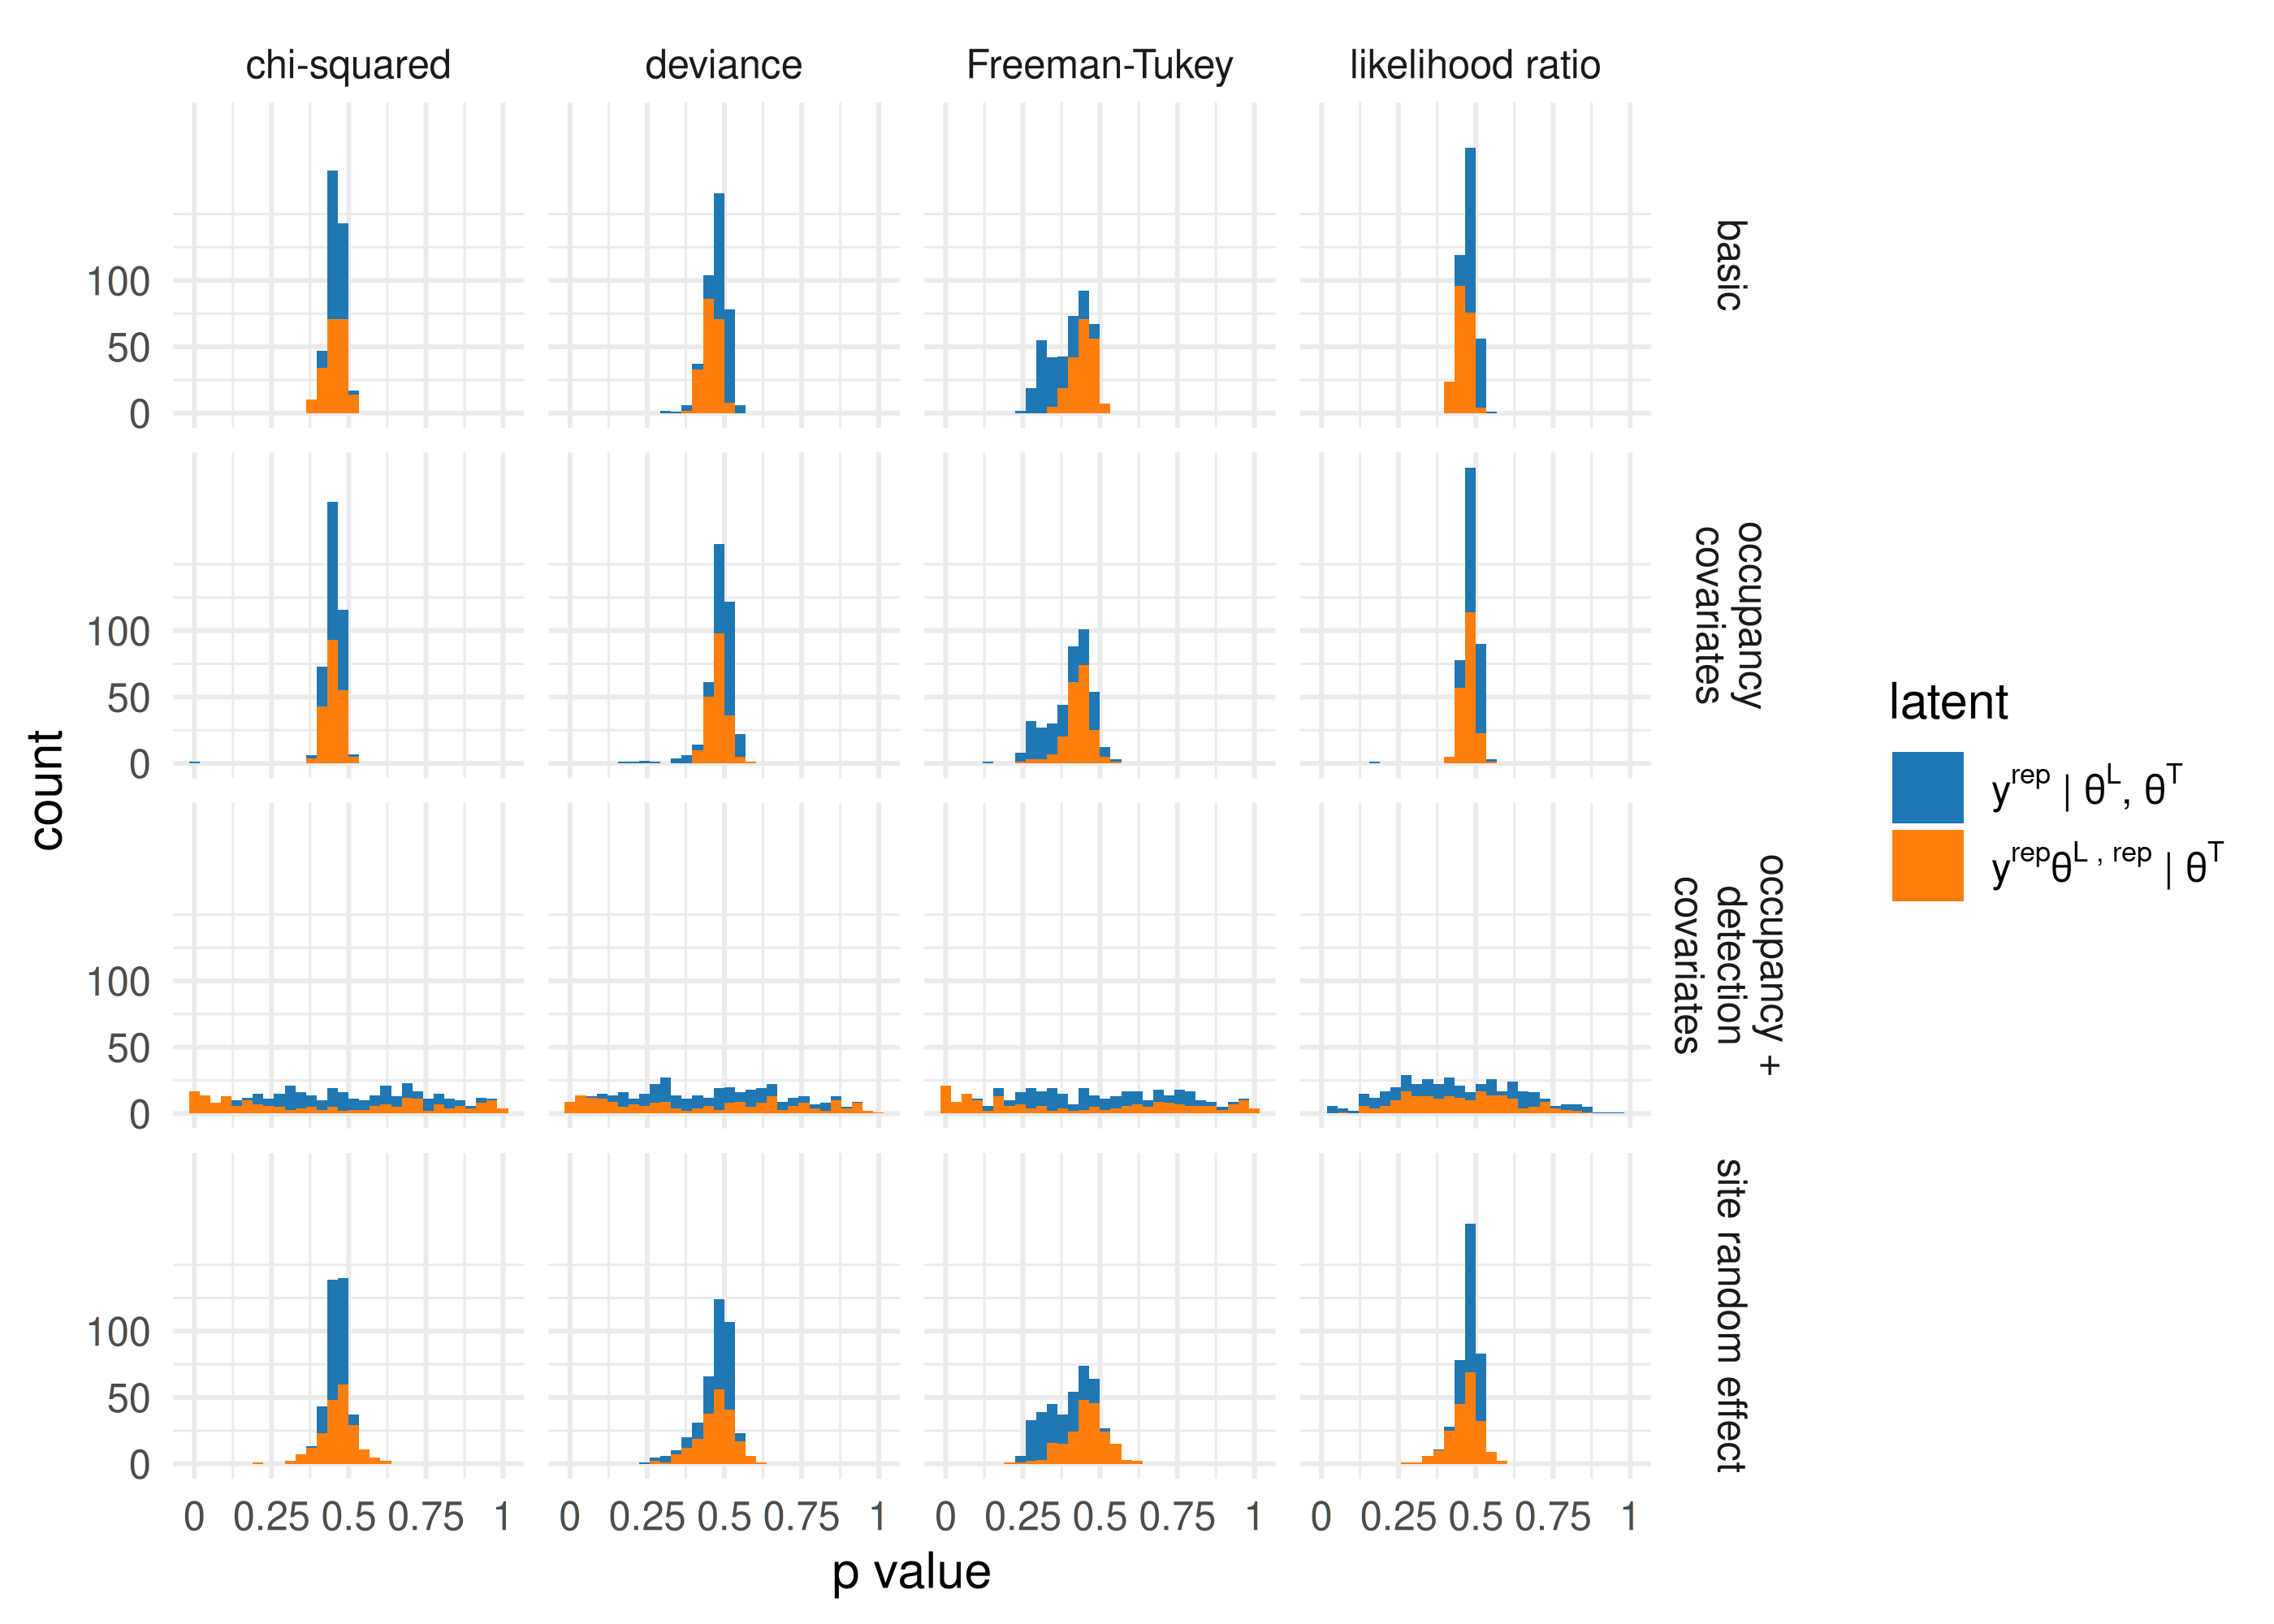 chi-squared deviance Freeman-Tukey likelihood ratio
100
50
0
basic
100
50
0
occupancy
covariates
count
latent
y^rep | θ^L, θ^T
y^rep θ^L , rep | θ^T
100
50
0
occupancy +
detection
covariates
100
50
0
site random effect
0 0.25 0.5 0.75 1 0 0.25 0.5 0.75 1 0 0.25 0.5 0.75 1 0 0.25 0.5 0.75 1
p value